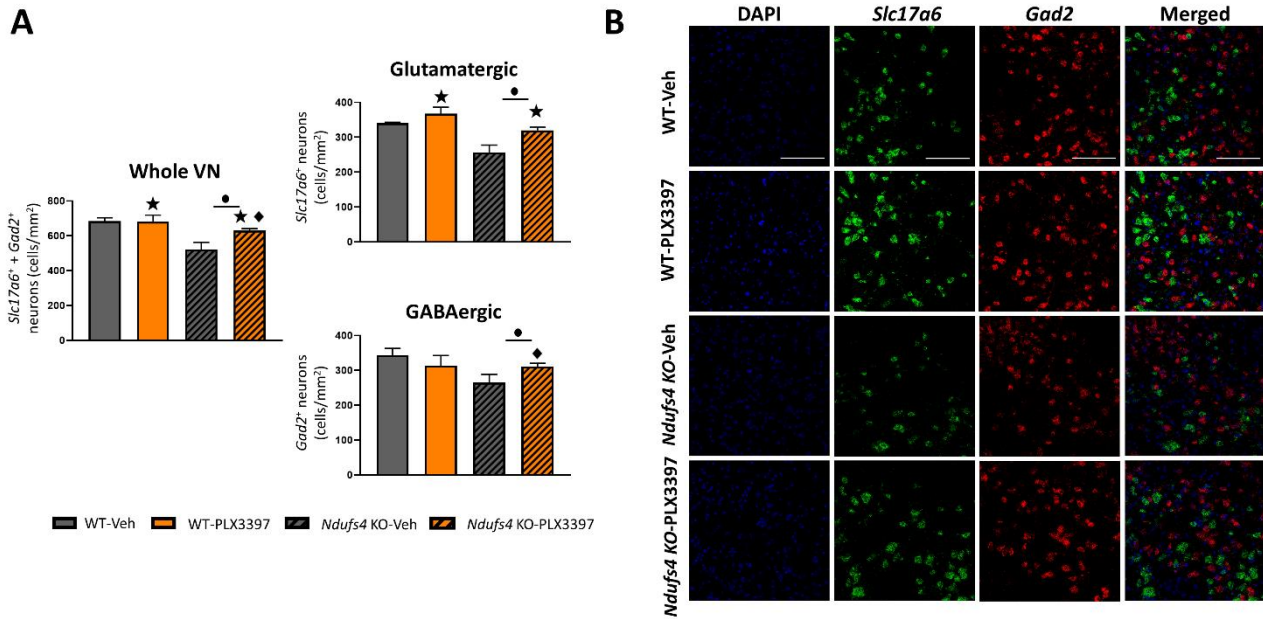 A
Whole VN
Slc17a6⁺ + Gad2⁺
neurons (cells/mm²)
800
600
400
200
0
Glutamatergic
Slc17a6⁺ neurons
(cells/mm²)
400
300
200
100
0
GABAergic
Gad2⁺ neurons
(cells/mm²)
400
300
200
100
0
WT-Veh
WT-PLX3397
Ndufs4 KO-Veh
Ndufs4 KO-PLX3397
B
DAPI
Slc17a6
Gad2
Merged
WT-Veh
WT-PLX3397
Ndufs4 KO-Veh
Ndufs4 KO-PLX3397